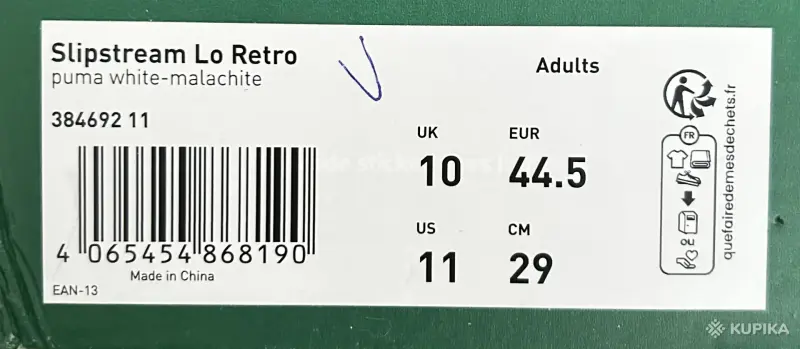 Slipstream Lo Retro
puma white-malachite
384692 11
4 065454 868190
Made in China
EAN-13
V
Adults
UK EUR
10 44.5
US CM
11 29
FR
OU
quefairedemesdechets.fr
KUPIKA